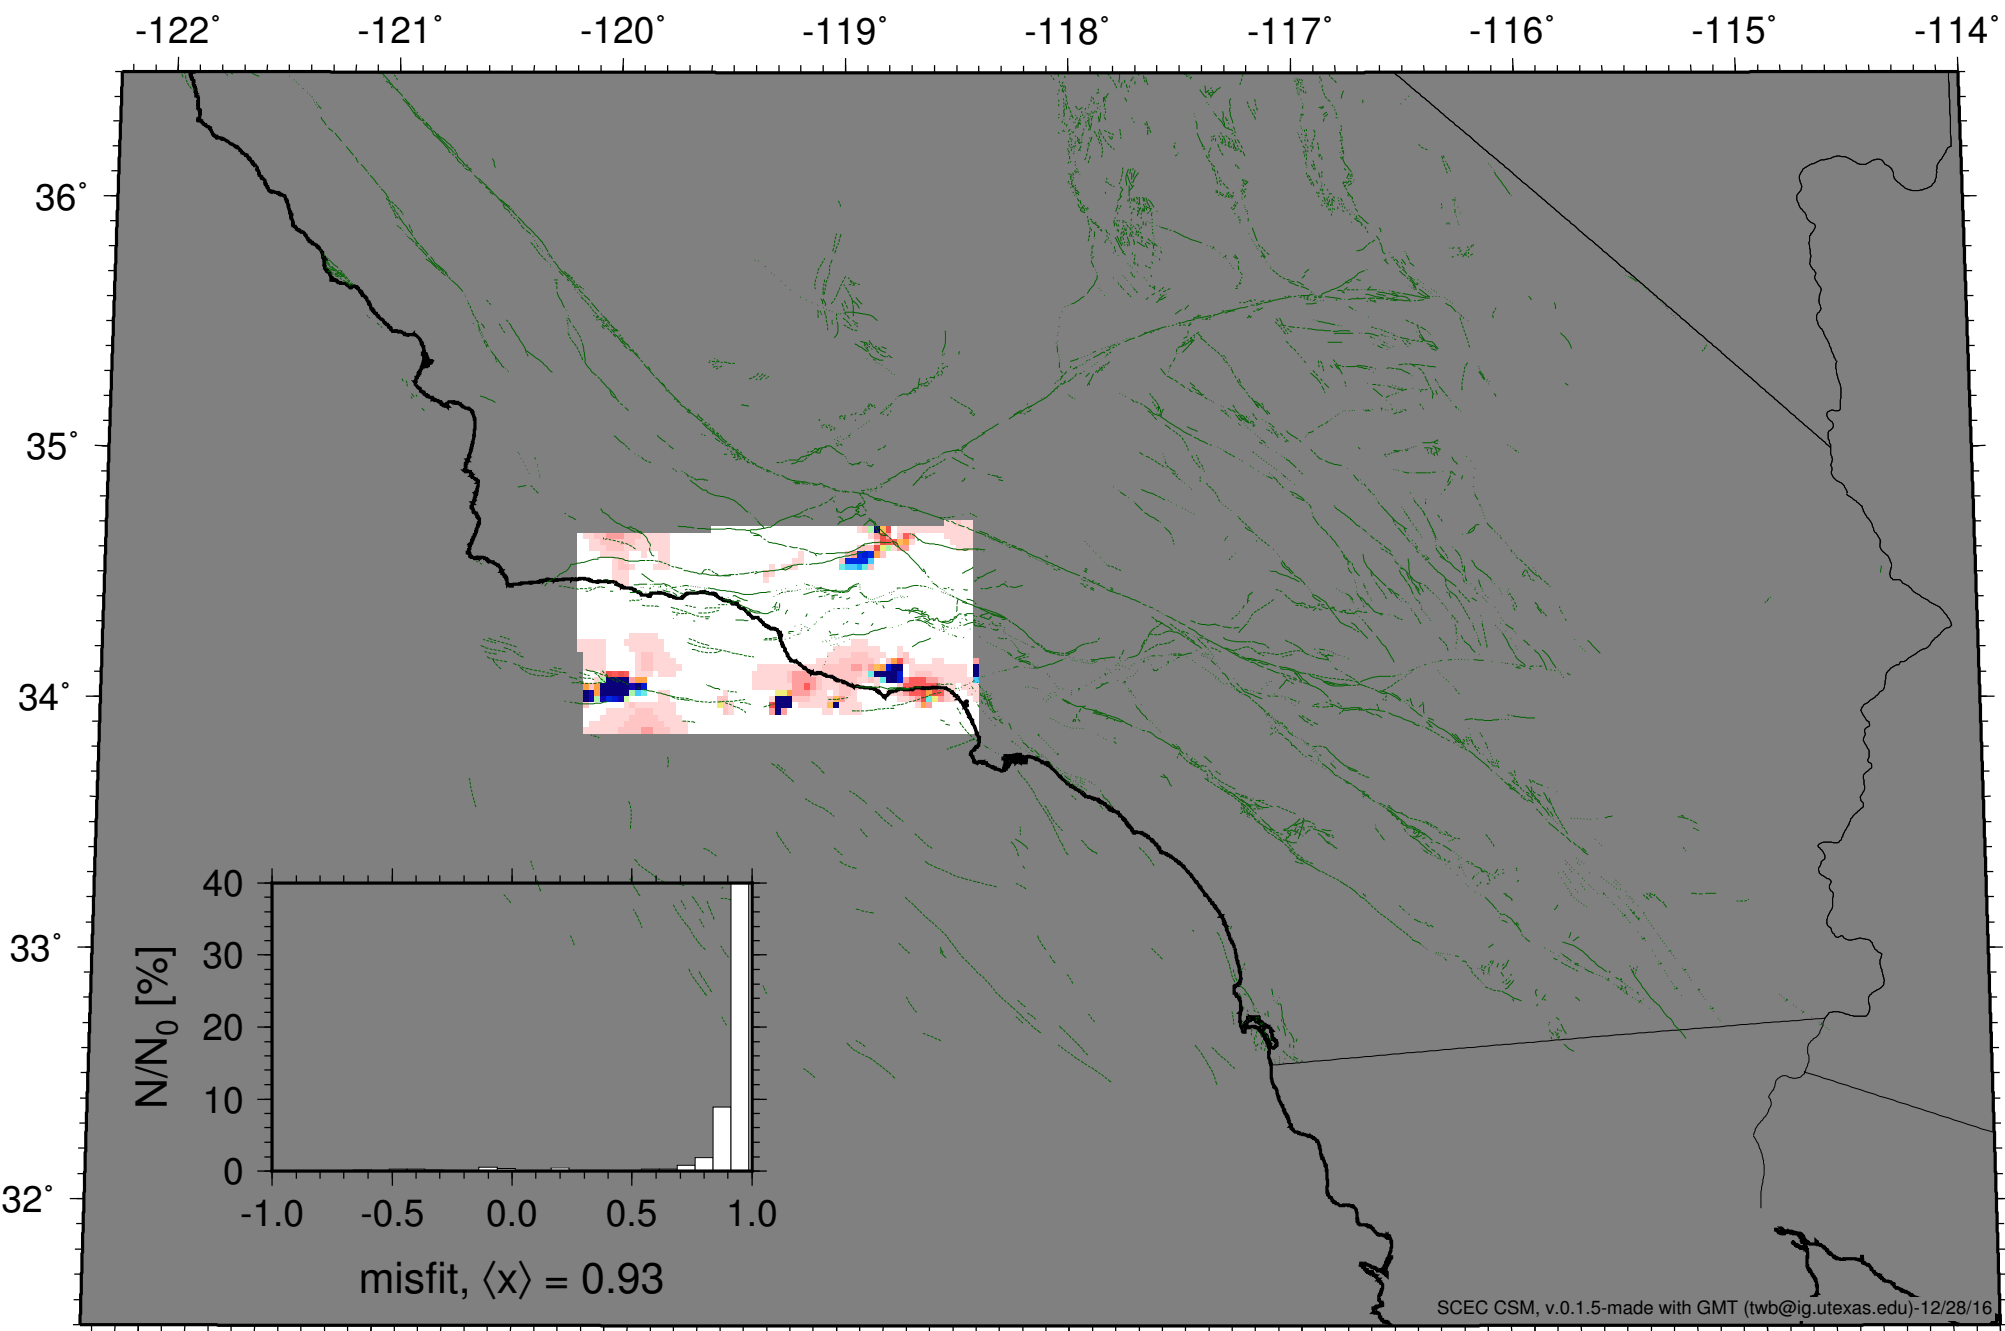 -122° -121° -120° -119° -118° -117° -116° -115° -114°
36°
35°
34°
33°
32°
N/N0 [%]
40
30
20
10
0
-1.0 -0.5 0.0 0.5 1.0
misfit, ⟨x⟩ = 0.93
SCEC CSM, v.0.1.5-made with GMT (twb@ig.utexas.edu)-12/28/16